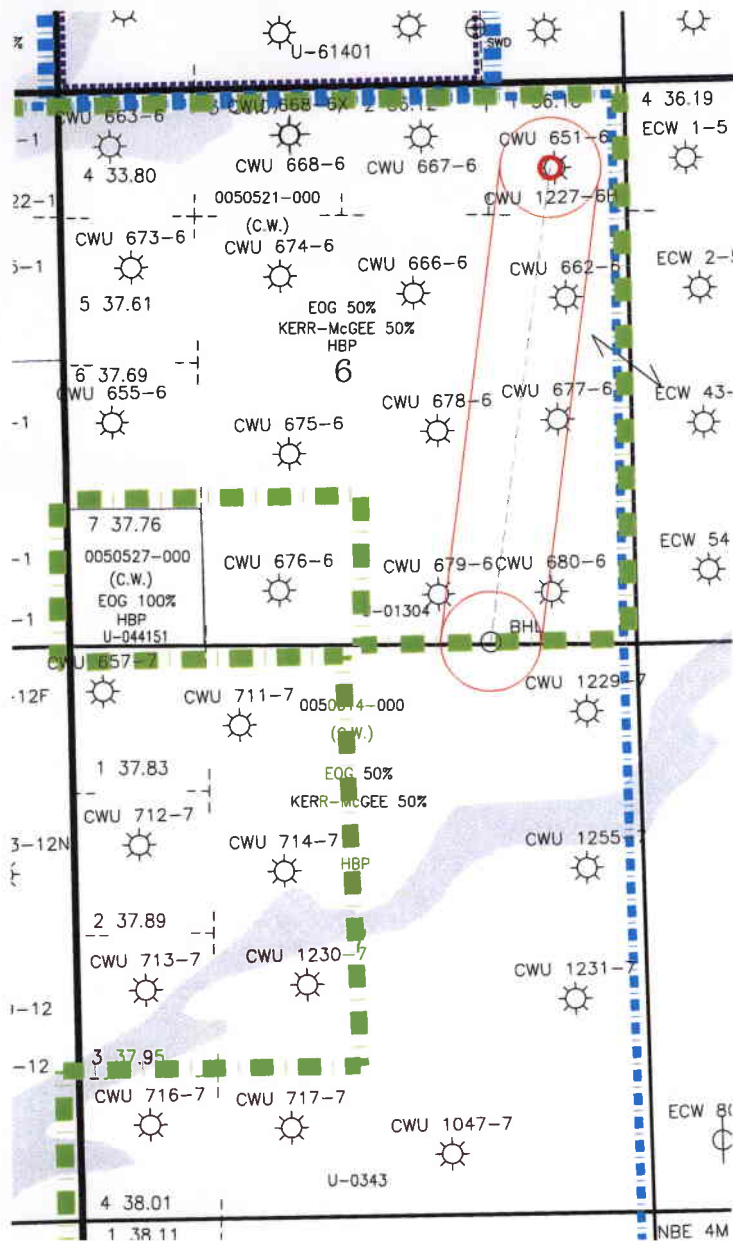 %
U-61401
SWD
CWU 663-6
CWU 668-6X
4 36.19
CWU 651-6
ECW 1-5
-1
CWU 668-6
CWU 667-6
4 33.80
22-1
0050521-000
CWU 1227-6H
(C.W.)
CWU 673-6
CWU 674-6
CWU 666-6
ECW 2-5
5-1
CWU 662-6
5 37.61
EOG 50%
KERR-McGEE 50%
HBP
6
6 37.69
CWU 655-6
CWU 678-6
CWU 677-6
ECW 43-
-1
CWU 675-6
7 37.76
-1
0050527-000
CWU 676-6
CWU 679-6
CWU 680-6
ECW 54
(C.W.)
EOG 100%
-1
HBP
-01304
U-044151
BHL
CWU 657-7
-12F
CWU 711-7
CWU 1229-7
(C.W.)
1 37.83
EOG 50%
KERR-McGEE 50%
CWU 712-7
3-12N
CWU 714-7
CWU 1255-7
HBP
2 37.89
CWU 713-7
CWU 1230-7
CWU 1231-7
-12
-12
3 37.95
CWU 716-7
CWU 717-7
CWU 1047-7
ECW 80
U-0343
4 38.01
1 38.11
NBE 4M